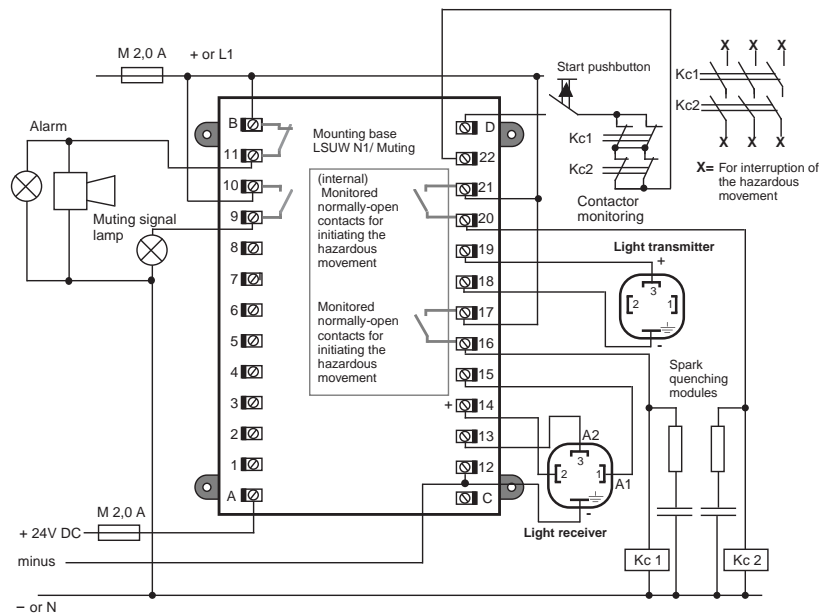 M 2,0 A
+ or L1
Start pushbutton
X X X
Kc1
Kc2
X X X
X= For interruption of
the hazardous
movement
Kc1
Kc2
Contactor
monitoring
Alarm
Muting signal
lamp
Mounting base
LSUW N1/ Muting
(internal)
Monitored
normally-open
contacts for
initiating the
hazardous
movement
Monitored
normally-open
contacts for
initiating the
hazardous
movement
B
11
10
9
8
7
6
5
4
3
2
1
A
D
22
21
20
19
18
17
16
15
+ 14
13
12
C
Light transmitter
+
3
2 1
-
Spark
quenching
modules
A2
3
2 1
A1
-
Light receiver
M 2,0 A
+ 24V DC
minus
Kc 1
Kc 2
– or N